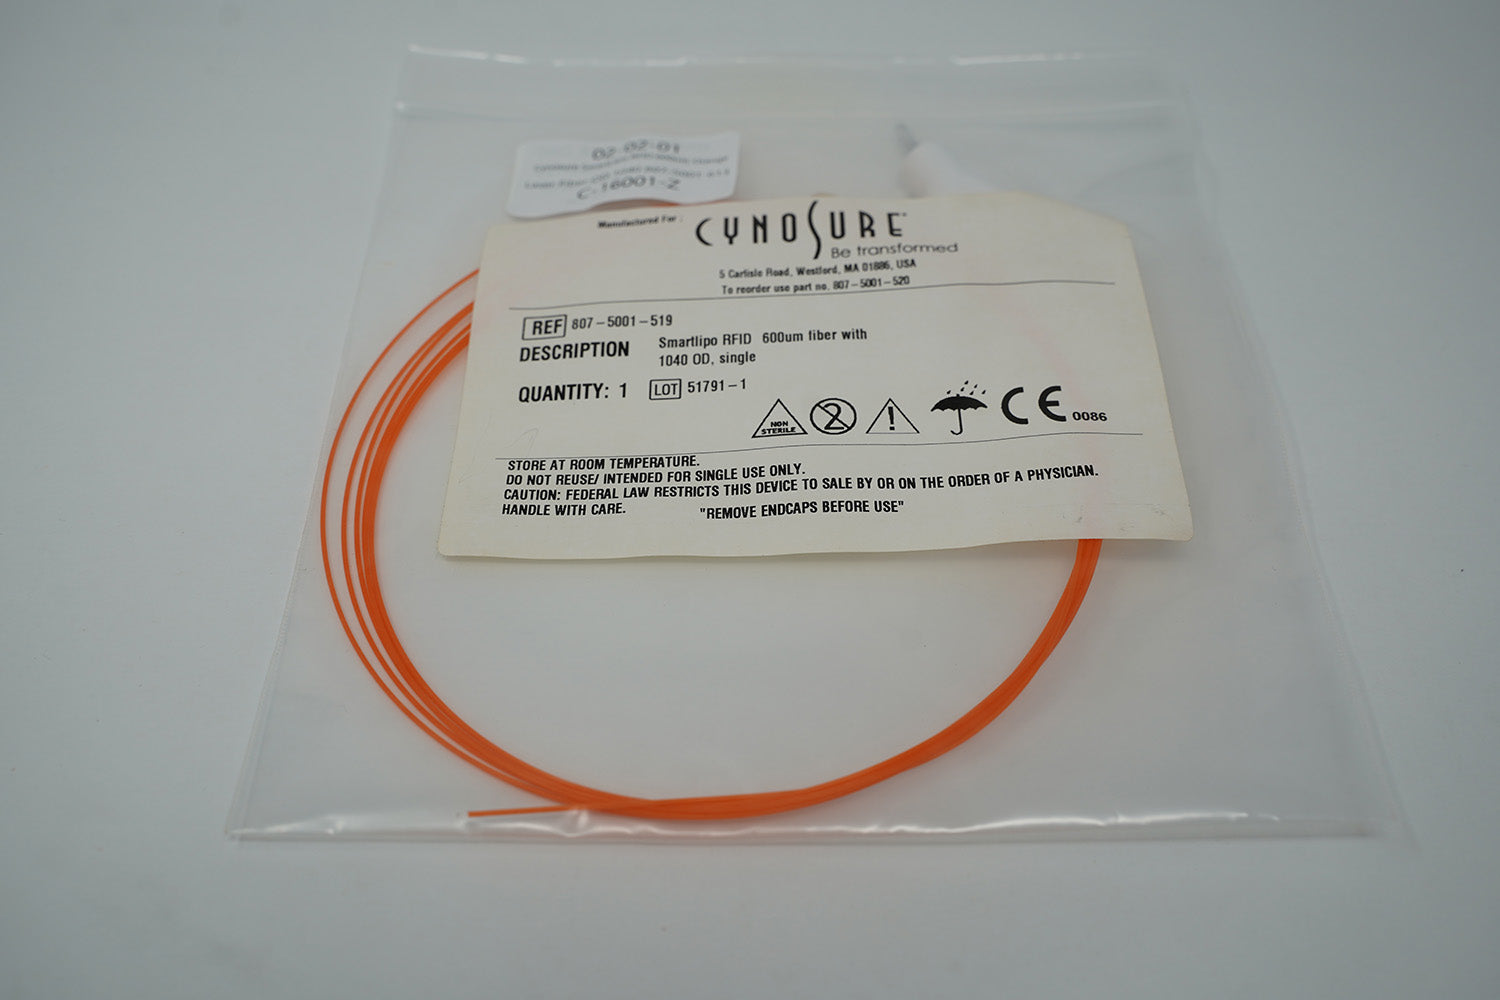 02-02-01
C-16001-2
Manufactured For :
CYNOSURE
Be transformed
5 Carlisle Road, Westford, MA 01886, USA
To reorder use part no. 807-5001-520
REF 807-5001-519
DESCRIPTION Smartlipo RFID 600um fiber with
1040 OD, single
QUANTITY: 1 LOT 51791-1
NON
STERILE
2
!
CE 0086
STORE AT ROOM TEMPERATURE.
DO NOT REUSE/ INTENDED FOR SINGLE USE ONLY.
CAUTION: FEDERAL LAW RESTRICTS THIS DEVICE TO SALE BY OR ON THE ORDER OF A PHYSICIAN.
HANDLE WITH CARE. "REMOVE ENDCAPS BEFORE USE"